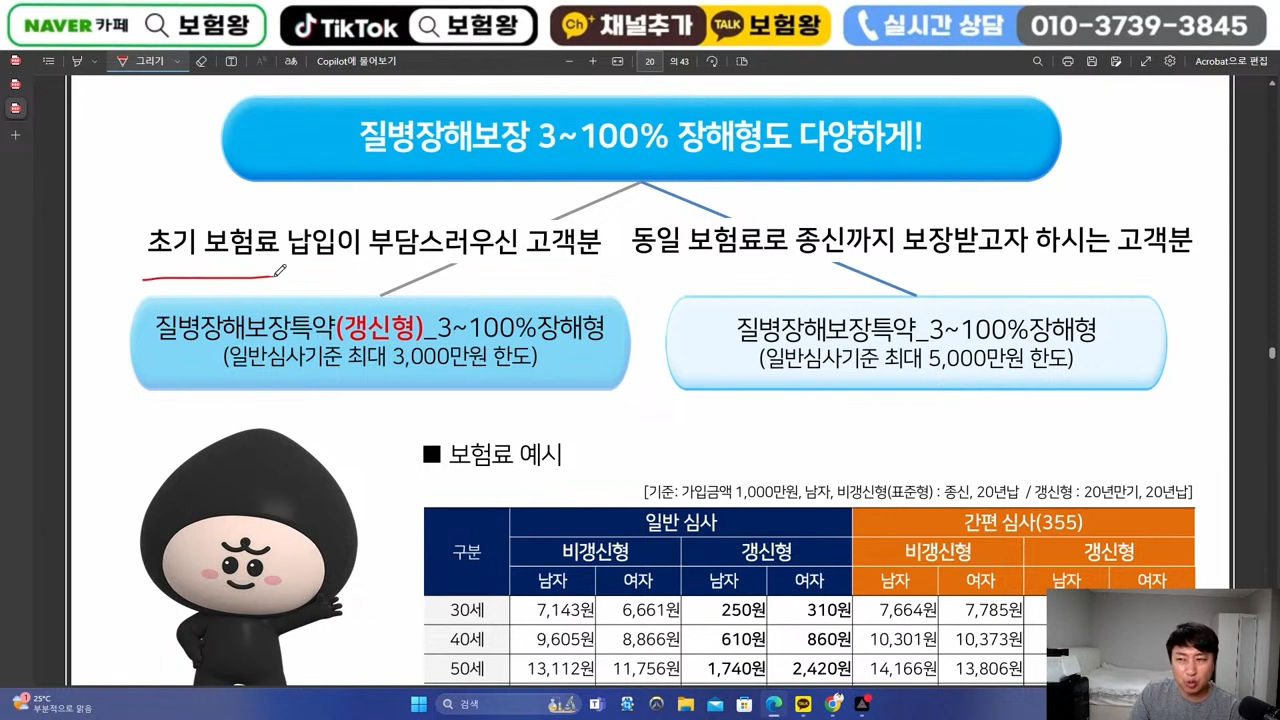 NAVER 카페 보험왕 TikTok 보험왕 Ch+ 채널추가 TALK 보험왕 실시간 상담 010-3739-3845
그리기 aあ Copilot에 물어보기 20 의 43 Acrobat으로 편집
질병장해보장 3~100% 장해형도 다양하게!
초기 보험료 납입이 부담스러우신 고객분 동일 보험료로 종신까지 보장받고자 하시는 고객분
질병장해보장특약(갱신형)_3~100%장해형 질병장해보장특약_3~100%장해형
(일반심사기준 최대 3,000만원 한도) (일반심사기준 최대 5,000만원 한도)
■ 보험료 예시
[기준: 가입금액 1,000만원, 남자, 비갱신형(표준형) : 종신, 20년납 / 갱신형 : 20년만기, 20년납]
구분 일반 심사 간편 심사(355)
비갱신형 갱신형 비갱신형 갱신형
남자 여자 남자 여자 남자 여자 남자 여자
30세 7,143원 6,661원 250원 310원 7,664원 7,785원
40세 9,605원 8,866원 610원 860원 10,301원 10,373원
50세 13,112원 11,756원 1,740원 2,420원 14,166원 13,806원
25°C
부분적으로 맑음
검색